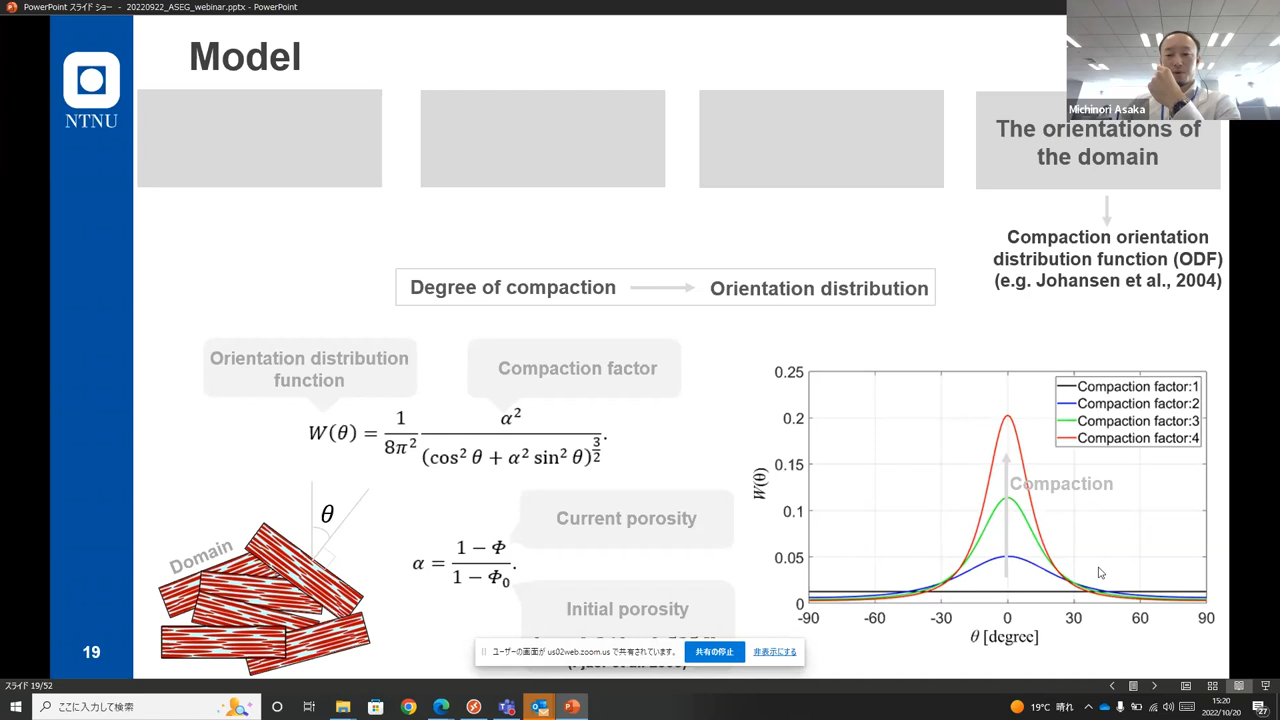 PowerPoint スライド ショー - 20220922_ASEG_webinar.pptx - PowerPoint
Model
NTNU
Michinori Asaka
The orientations of
the domain
Compaction orientation
distribution function (ODF)
(e.g. Johansen et al., 2004)
Degree of compaction
Orientation distribution
Orientation distribution
function
Compaction factor
W(θ) = 1/8π² α²/(cos² θ + α² sin² θ)^3/2.
θ
Domain
Current porosity
α = 1 − Φ/1 − Φ₀.
Initial porosity
0.25
0.2
0.15
0.1
0.05
0
W(θ)
Compaction factor:1
Compaction factor:2
Compaction factor:3
Compaction factor:4
Compaction
-90
-60
-30
0
30
60
90
θ [degree]
19
ユーザーの画面が us02web.zoom.us で共有されています。
共有の停止
非表示にする
スライド 19/52
ここに入力して検索
19°C 晴れ
15:20
2022/10/20
27